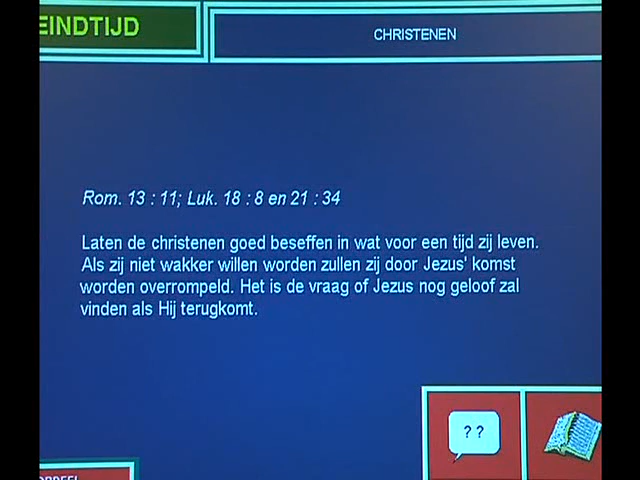 EINDTIJD
CHRISTENEN
Rom. 13 : 11; Luk. 18 : 8 en 21 : 34
Laten de christenen goed beseffen in wat voor een tijd zij leven.
Als zij niet wakker willen worden zullen zij door Jezus' komst
worden overrompeld. Het is de vraag of Jezus nog geloof zal
vinden als Hij terugkomt.
? ?